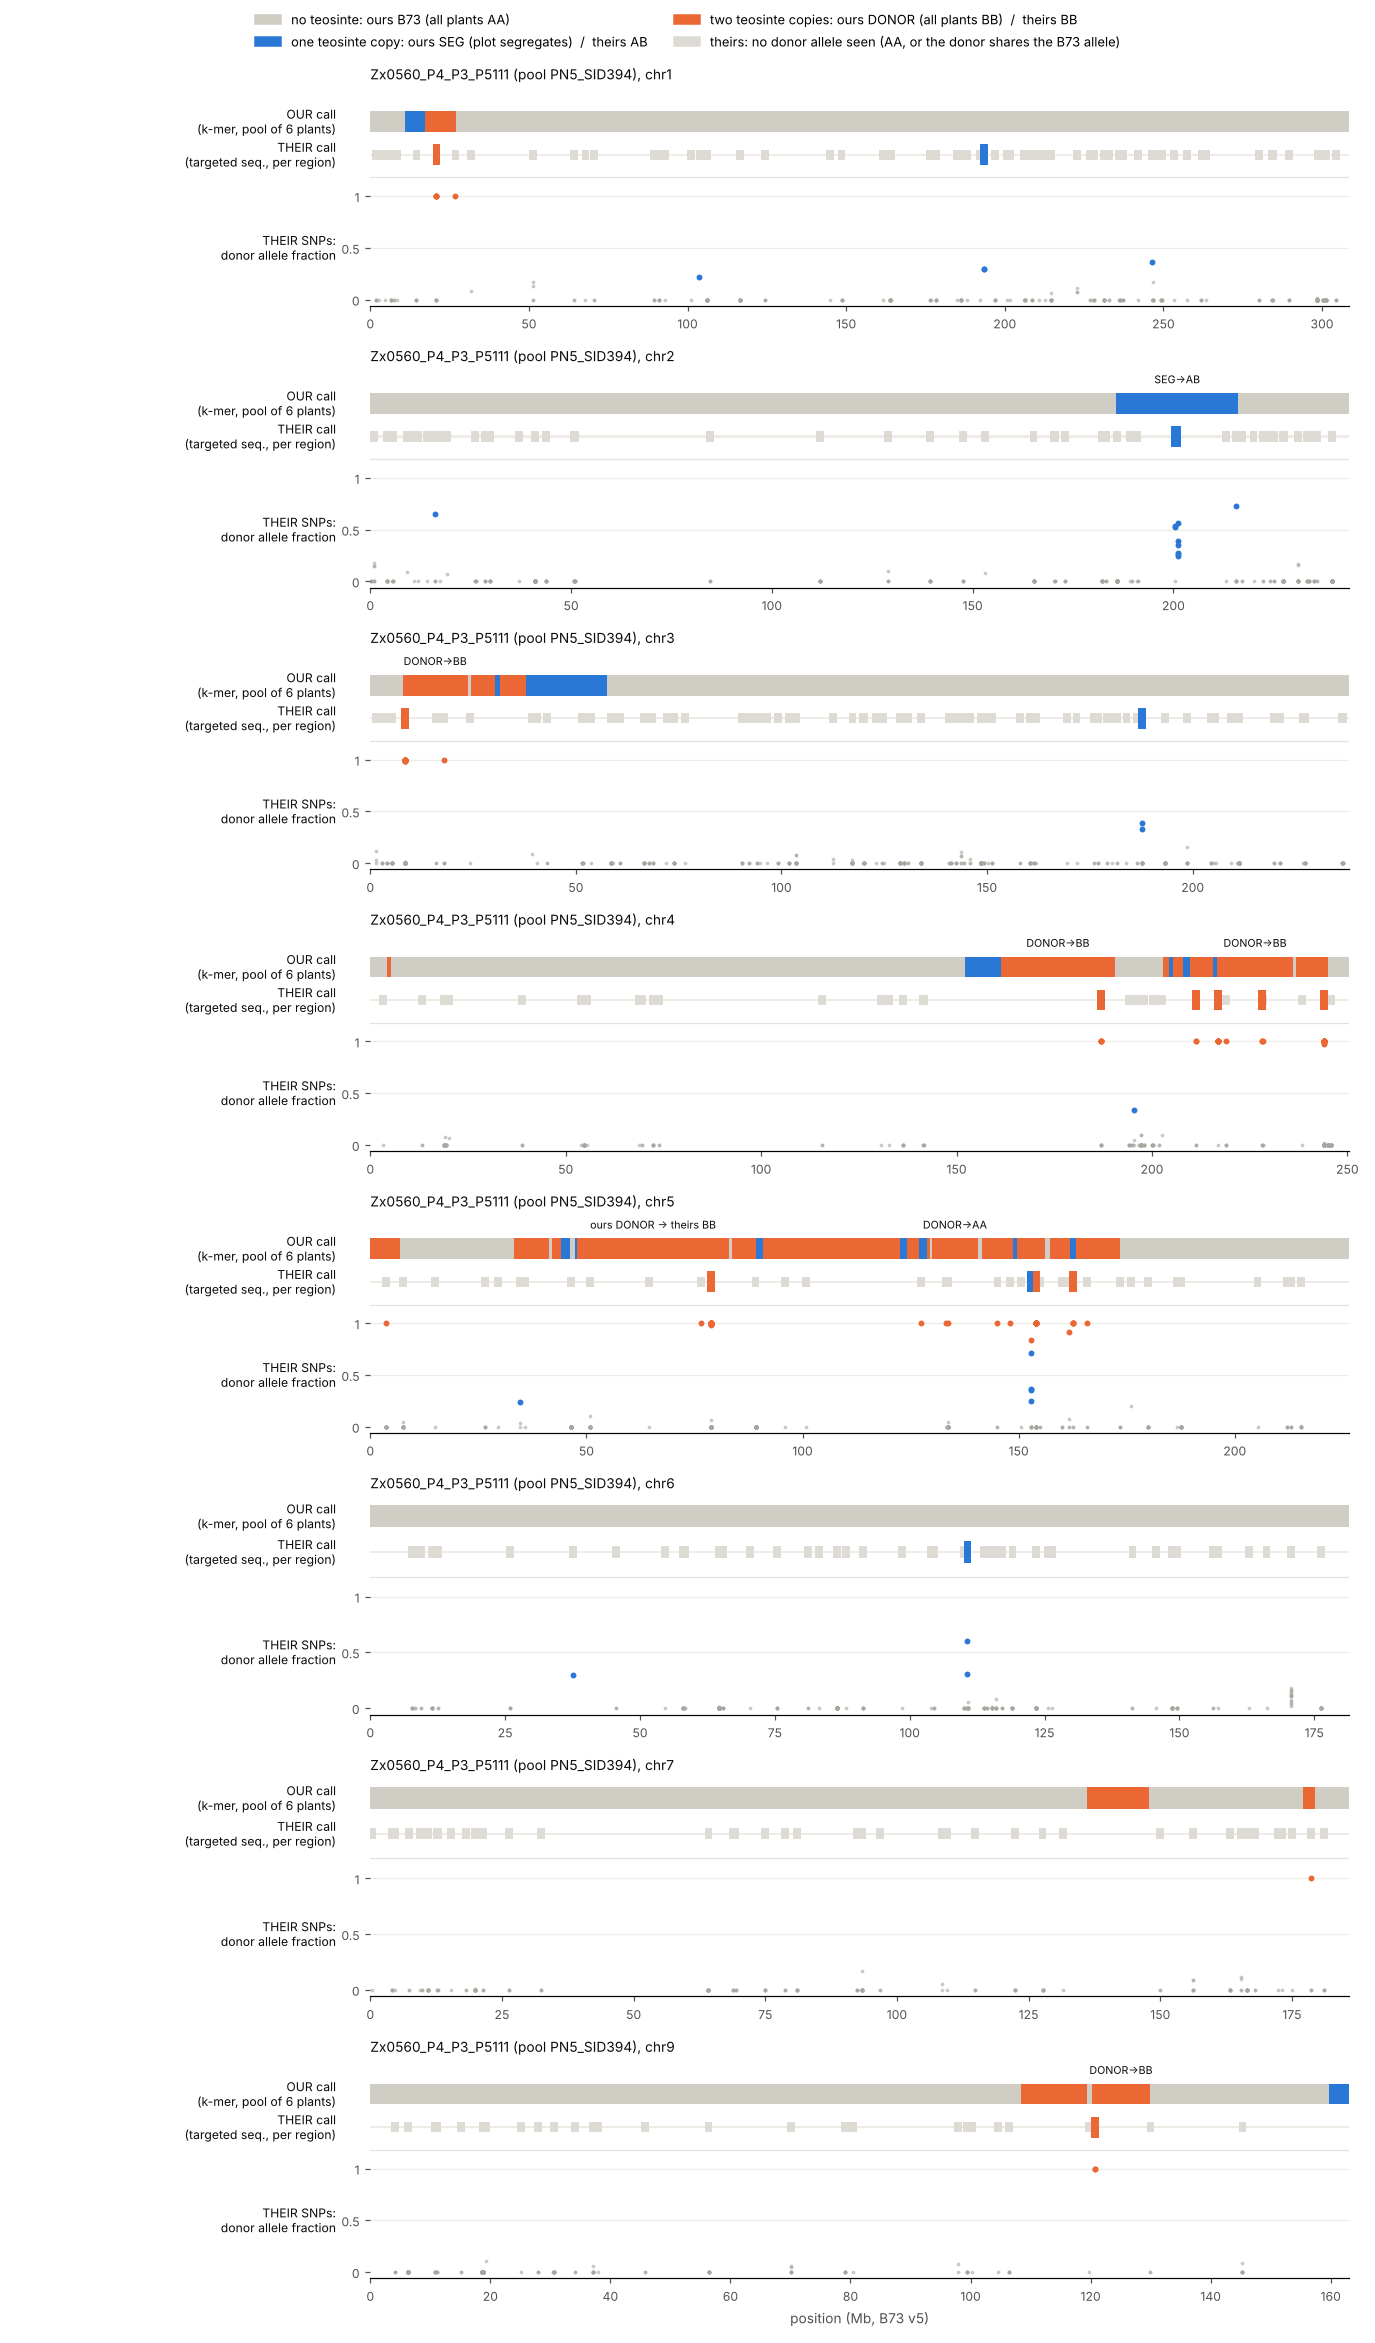 no teosinte: ours B73 (all plants AA)
two teosinte copies: ours DONOR (all plants BB)  /  theirs BB
one teosinte copy: ours SEG (plot segregates)  /  theirs AB
theirs: no donor allele seen (AA, or the donor shares the B73 allele)
Zx0560_P4_P3_P5111 (pool PN5_SID394), chr1
OUR call
(k-mer, pool of 6 plants)
THEIR call
(targeted seq., per region)
1
THEIR SNPs:
donor allele fraction
0.5
0
0 50 100 150 200 250 300
Zx0560_P4_P3_P5111 (pool PN5_SID394), chr2
SEG→AB
OUR call
(k-mer, pool of 6 plants)
THEIR call
(targeted seq., per region)
1
THEIR SNPs:
donor allele fraction
0.5
0
0 50 100 150 200
Zx0560_P4_P3_P5111 (pool PN5_SID394), chr3
DONOR→BB
OUR call
(k-mer, pool of 6 plants)
THEIR call
(targeted seq., per region)
1
THEIR SNPs:
donor allele fraction
0.5
0
0 50 100 150 200
Zx0560_P4_P3_P5111 (pool PN5_SID394), chr4
DONOR→BB DONOR→BB
OUR call
(k-mer, pool of 6 plants)
THEIR call
(targeted seq., per region)
1
THEIR SNPs:
donor allele fraction
0.5
0
0 50 100 150 200 250
Zx0560_P4_P3_P5111 (pool PN5_SID394), chr5
ours DONOR → theirs BB DONOR→AA
OUR call
(k-mer, pool of 6 plants)
THEIR call
(targeted seq., per region)
1
THEIR SNPs:
donor allele fraction
0.5
0
0 50 100 150 200
Zx0560_P4_P3_P5111 (pool PN5_SID394), chr6
OUR call
(k-mer, pool of 6 plants)
THEIR call
(targeted seq., per region)
1
THEIR SNPs:
donor allele fraction
0.5
0
0 25 50 75 100 125 150 175
Zx0560_P4_P3_P5111 (pool PN5_SID394), chr7
OUR call
(k-mer, pool of 6 plants)
THEIR call
(targeted seq., per region)
1
THEIR SNPs:
donor allele fraction
0.5
0
0 25 50 75 100 125 150 175
Zx0560_P4_P3_P5111 (pool PN5_SID394), chr9
DONOR→BB
OUR call
(k-mer, pool of 6 plants)
THEIR call
(targeted seq., per region)
1
THEIR SNPs:
donor allele fraction
0.5
0
0 20 40 60 80 100 120 140 160
position (Mb, B73 v5)